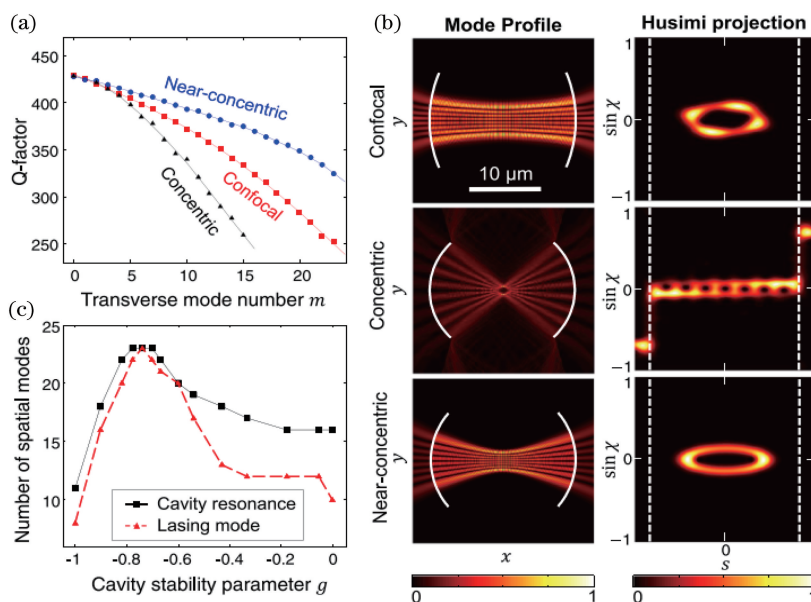 (a)
450
400
350
300
250
Q-factor
Near-concentric
Confocal
Concentric
0 5 10 15 20
Transverse mode number m
(b)
Mode Profile
Husimi projection
Confocal
y
10 μm
sin χ
1
0
−1
Concentric
y
sin χ
1
0
−1
Near-concentric
y
sin χ
1
0
−1
x
0
s
0 1
0 1
(c)
25
20
15
10
Number of spatial modes
Cavity resonance
Lasing mode
-1 -0.8 -0.6 -0.4 -0.2 0
Cavity stability parameter g